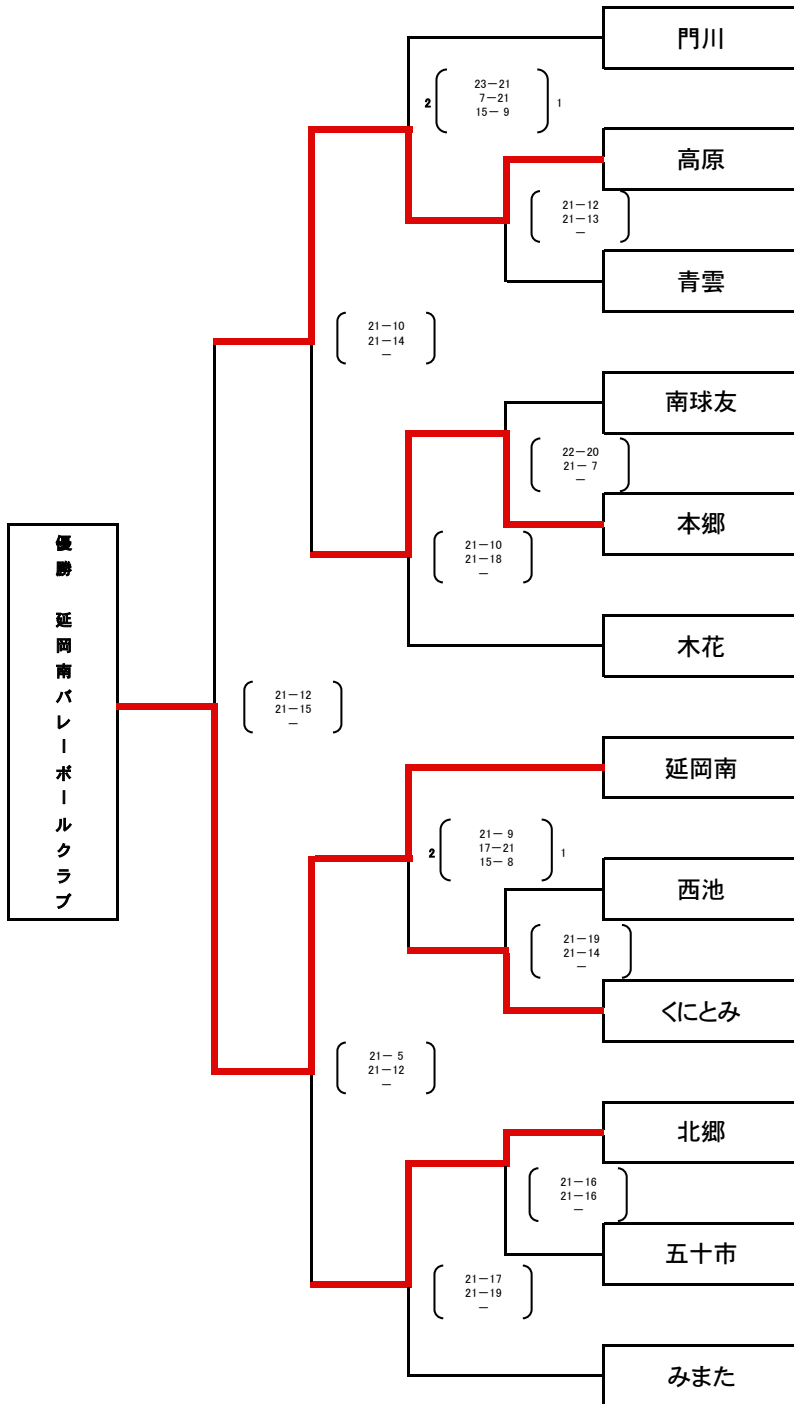 門川
2
23－21
7－21
15－ 9
1
高原
21－12
21－13
－
青雲
21－10
21－14
－
南球友
22－20
21－ 7
－
本郷
21－10
21－18
－
木花
優勝　延岡南バレーボールクラブ
21－12
21－15
－
延岡南
2
21－ 9
17－21
15－ 8
1
西池
21－19
21－14
－
くにとみ
21－ 5
21－12
－
北郷
21－16
21－16
－
五十市
21－17
21－19
－
みまた